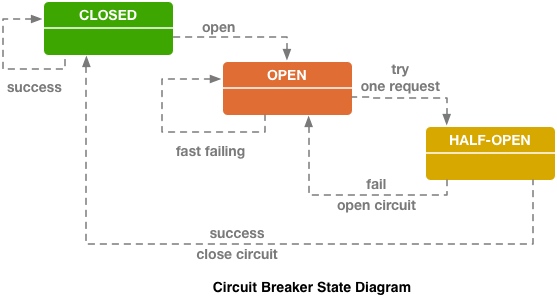 CLOSED
open
success
OPEN
try
one request
fast failing
HALF-OPEN
fail
open circuit
success
close circuit
Circuit Breaker State Diagram